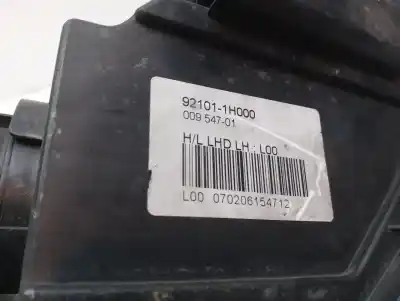 92101-1H000
009 547-01
H/L LHD LH : L00
L00 070206154712